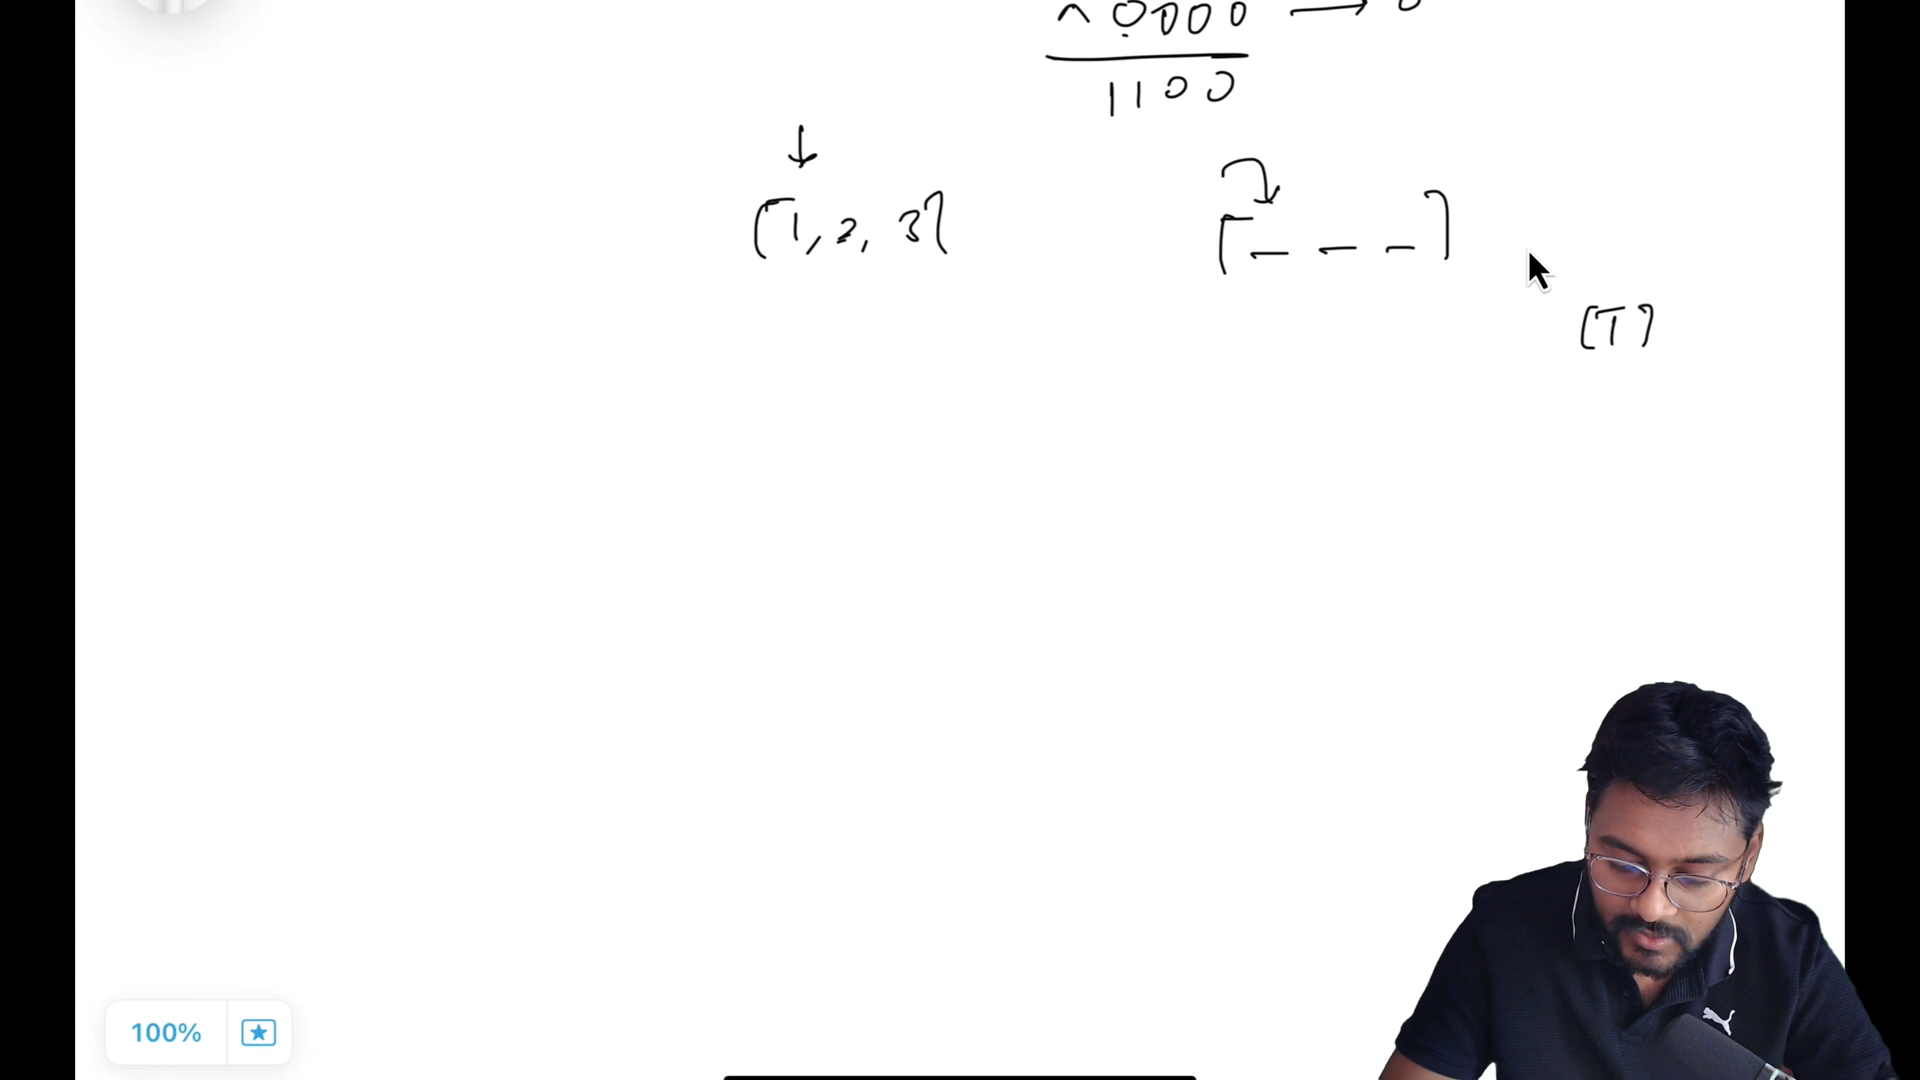 ^ 0000 → 0
1100
↓
[1, 2, 3]
[_ _ _]
[T]
100%